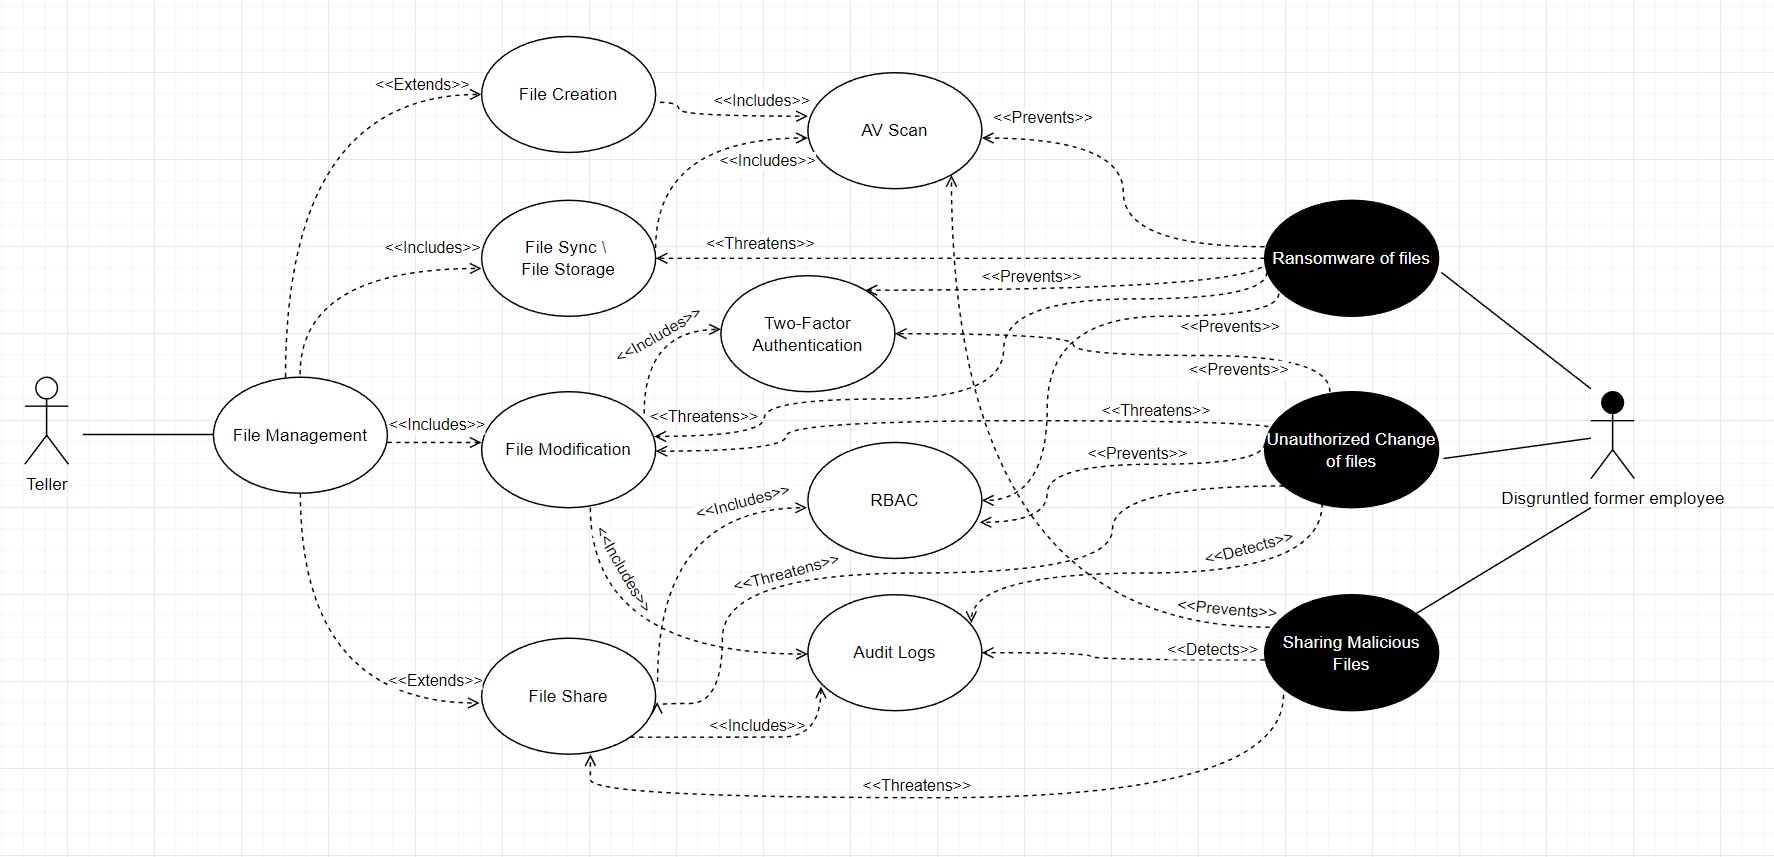 <<Extends>>
File Creation
<<Includes>>
AV Scan
<<Prevents>>
<<Includes>>
<<Includes>>
File Sync \
File Storage
<<Threatens>>
Ransomware of files
<<Prevents>>
<<Includes>>
Two-Factor
Authentication
<<Prevents>>
<<Prevents>>
<<Threatens>>
<<Threatens>>
<<Includes>>
File Management
File Modification
Unauthorized Change
of files
<<Prevents>>
Teller
<<Includes>>
RBAC
Disgruntled former employee
<<Includes>>
<<Threatens>>
<<Detects>>
<<Prevents>>
Audit Logs
<<Detects>>
Sharing Malicious
Files
<<Extends>>
File Share
<<Includes>>
<<Threatens>>